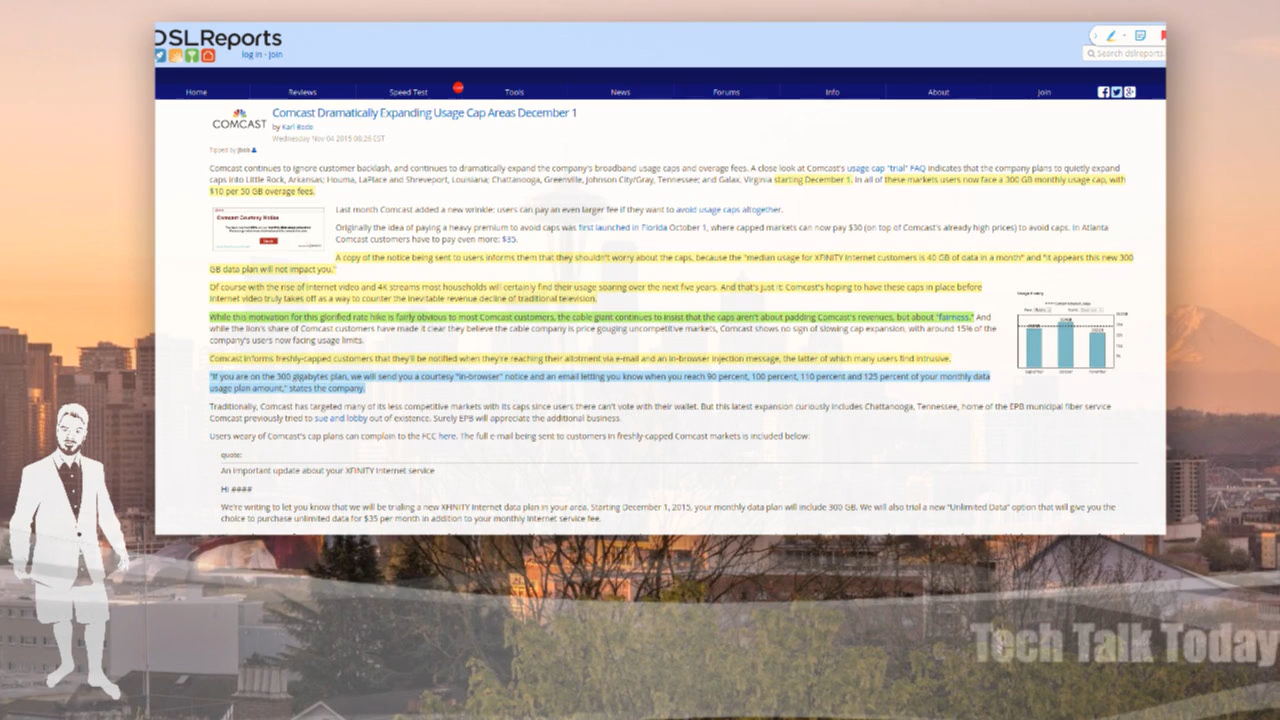 DSLReports
log in · join
Search dslreports.
Home
Reviews
Speed Test
Tools
News
Forums
Info
About
Join
COMCAST
Comcast Dramatically Expanding Usage Cap Areas December 1
by Karl Bode
Wednesday Nov 04 2015 08:26 EST
Tipped by
Comcast continues to ignore customer backlash, and continues to dramatically expand the company's broadband usage caps and overage fees. A close look at Comcast's usage cap "trial" FAQ indicates that the company plans to quietly expand
caps into Little Rock, Arkansas; Houma, LaPlace and Shreveport, Louisiana; Chattanooga, Greenville, Johnson City/Gray, Tennessee; and Galax, Virginia starting December 1. In all of these markets users now face a 300 GB monthly usage cap, with
$10 per 50 GB overage fees.
Comcast Courtesy Notice
Last month Comcast added a new wrinkle: users can pay an even larger fee if they want to avoid usage caps altogether.
Originally the idea of paying a heavy premium to avoid caps was first launched in Florida October 1, where capped markets can now pay $30 (on top of Comcast's already high prices) to avoid caps. In Atlanta
Comcast customers have to pay even more: $35.
A copy of the notice being sent to users informs them that they shouldn't worry about the caps, because the "median usage for XFINITY Internet customers is 40 GB of data in a month" and "it appears this new 300
GB data plan will not impact you."
Of course with the rise of Internet video and 4K streams most households will certainly find their usage soaring over the next five years. And that's just it: Comcast's hoping to have these caps in place before
Internet video truly takes off as a way to counter the inevitable revenue decline of traditional television.
While this motivation for this glorified rate hike is fairly obvious to most Comcast customers, the cable giant continues to insist that the caps aren't about padding Comcast's revenues, but about "fairness." And
while the lion's share of Comcast customers have made it clear they believe the cable company is price gouging uncompetitive markets, Comcast shows no sign of slowing cap expansion, with around 15% of the
company's users now facing usage limits.
Comcast informs freshly-capped customers that they'll be notified when they're reaching their allotment via e-mail and an in-browser injection message, the latter of which many users find intrusive.
"If you are on the 300 gigabytes plan, we will send you a courtesy "in-browser" notice and an email letting you know when you reach 90 percent, 100 percent, 110 percent and 125 percent of your monthly data
usage plan amount," states the company.
Traditionally, Comcast has targeted many of its less competitive markets with its caps since users there can't vote with their wallet. But this latest expansion curiously includes Chattanooga, Tennessee, home of the EPB municipal fiber service
Comcast previously tried to sue and lobby out of existence. Surely EPB will appreciate the additional business.
Users weary of Comcast's cap plans can complain to the FCC here. The full e-mail being sent to customers in freshly-capped Comcast markets is included below:
quote:
An important update about your XFINITY Internet service
Hi ####
We're writing to let you know that we will be trialing a new XFINITY Internet data plan in your area. Starting December 1, 2015, your monthly data plan will include 300 GB. We will also trial a new "Unlimited Data" option that will give you the
choice to purchase unlimited data for $35 per month in addition to your monthly Internet service fee.
Tech Talk Today